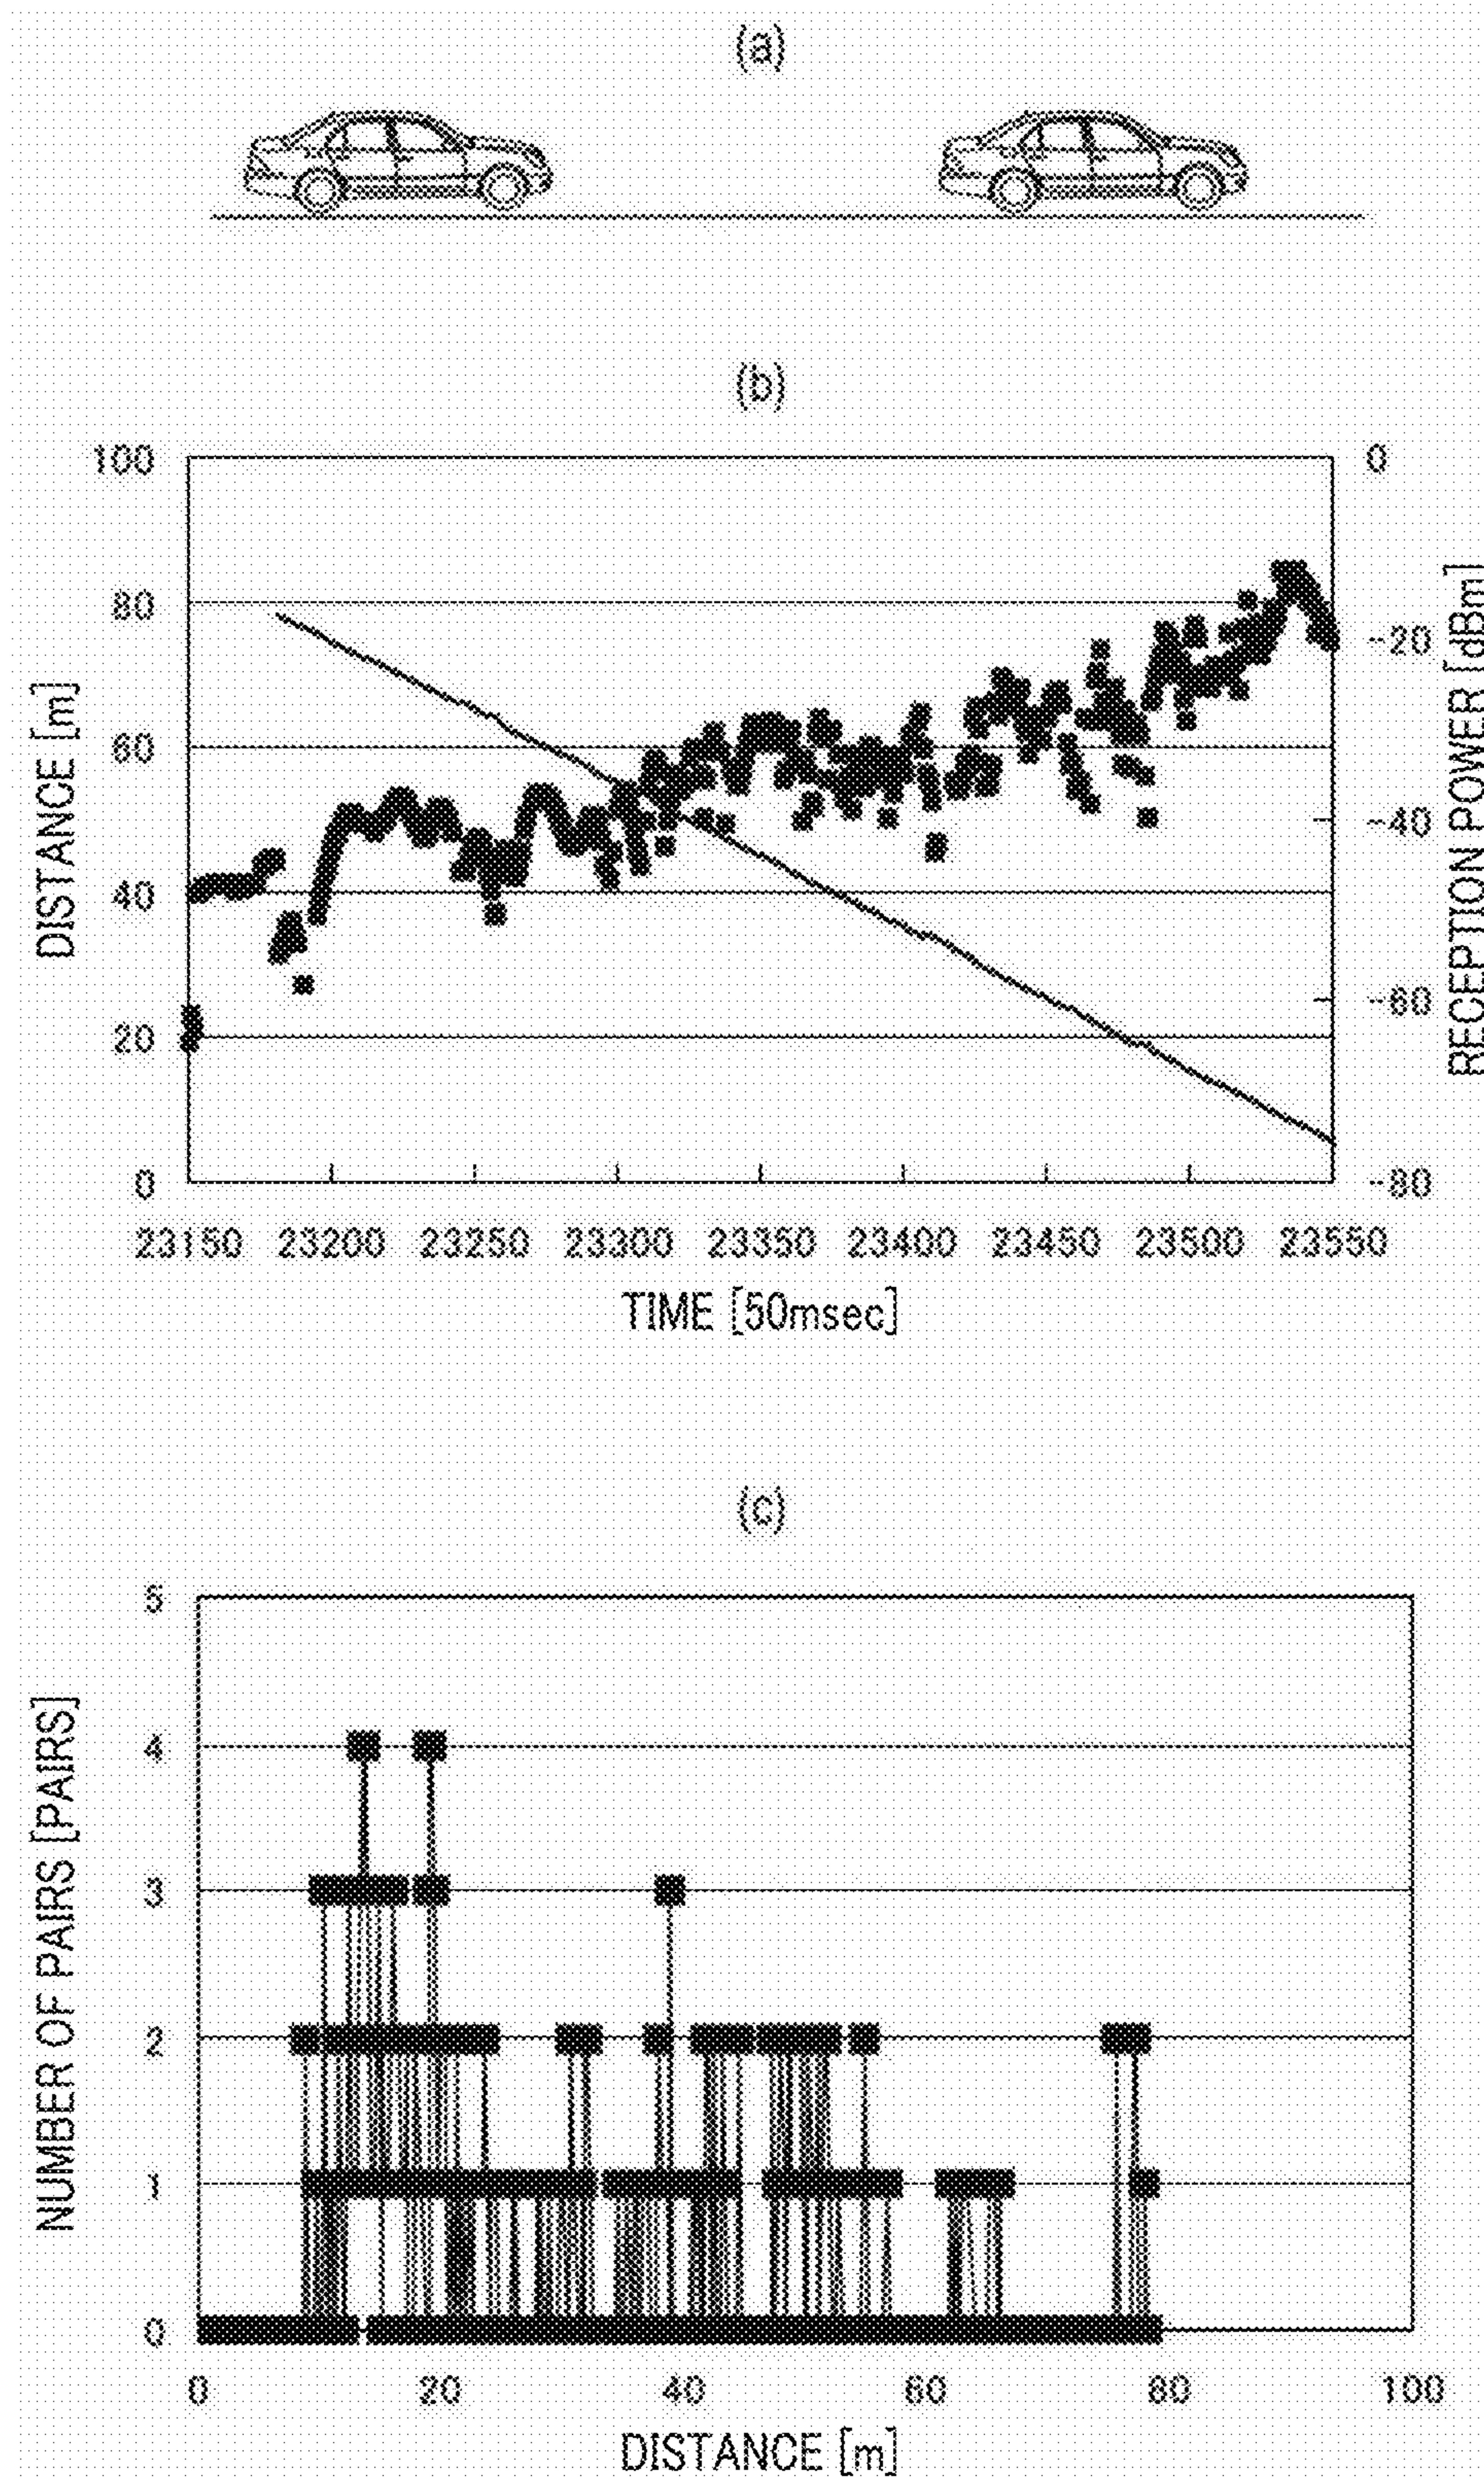 (a)
(b)
DISTANCE [m]
100
80
60
40
20
0
0
-20
-40
-60
-80
RECEPTION POWER [dBm]
23150 23200 23250 23300 23350 23400 23450 23500 23550
TIME [50msec]
(c)
NUMBER OF PAIRS [PAIRS]
5
4
3
2
1
0
0 20 40 60 80 100
DISTANCE [m]